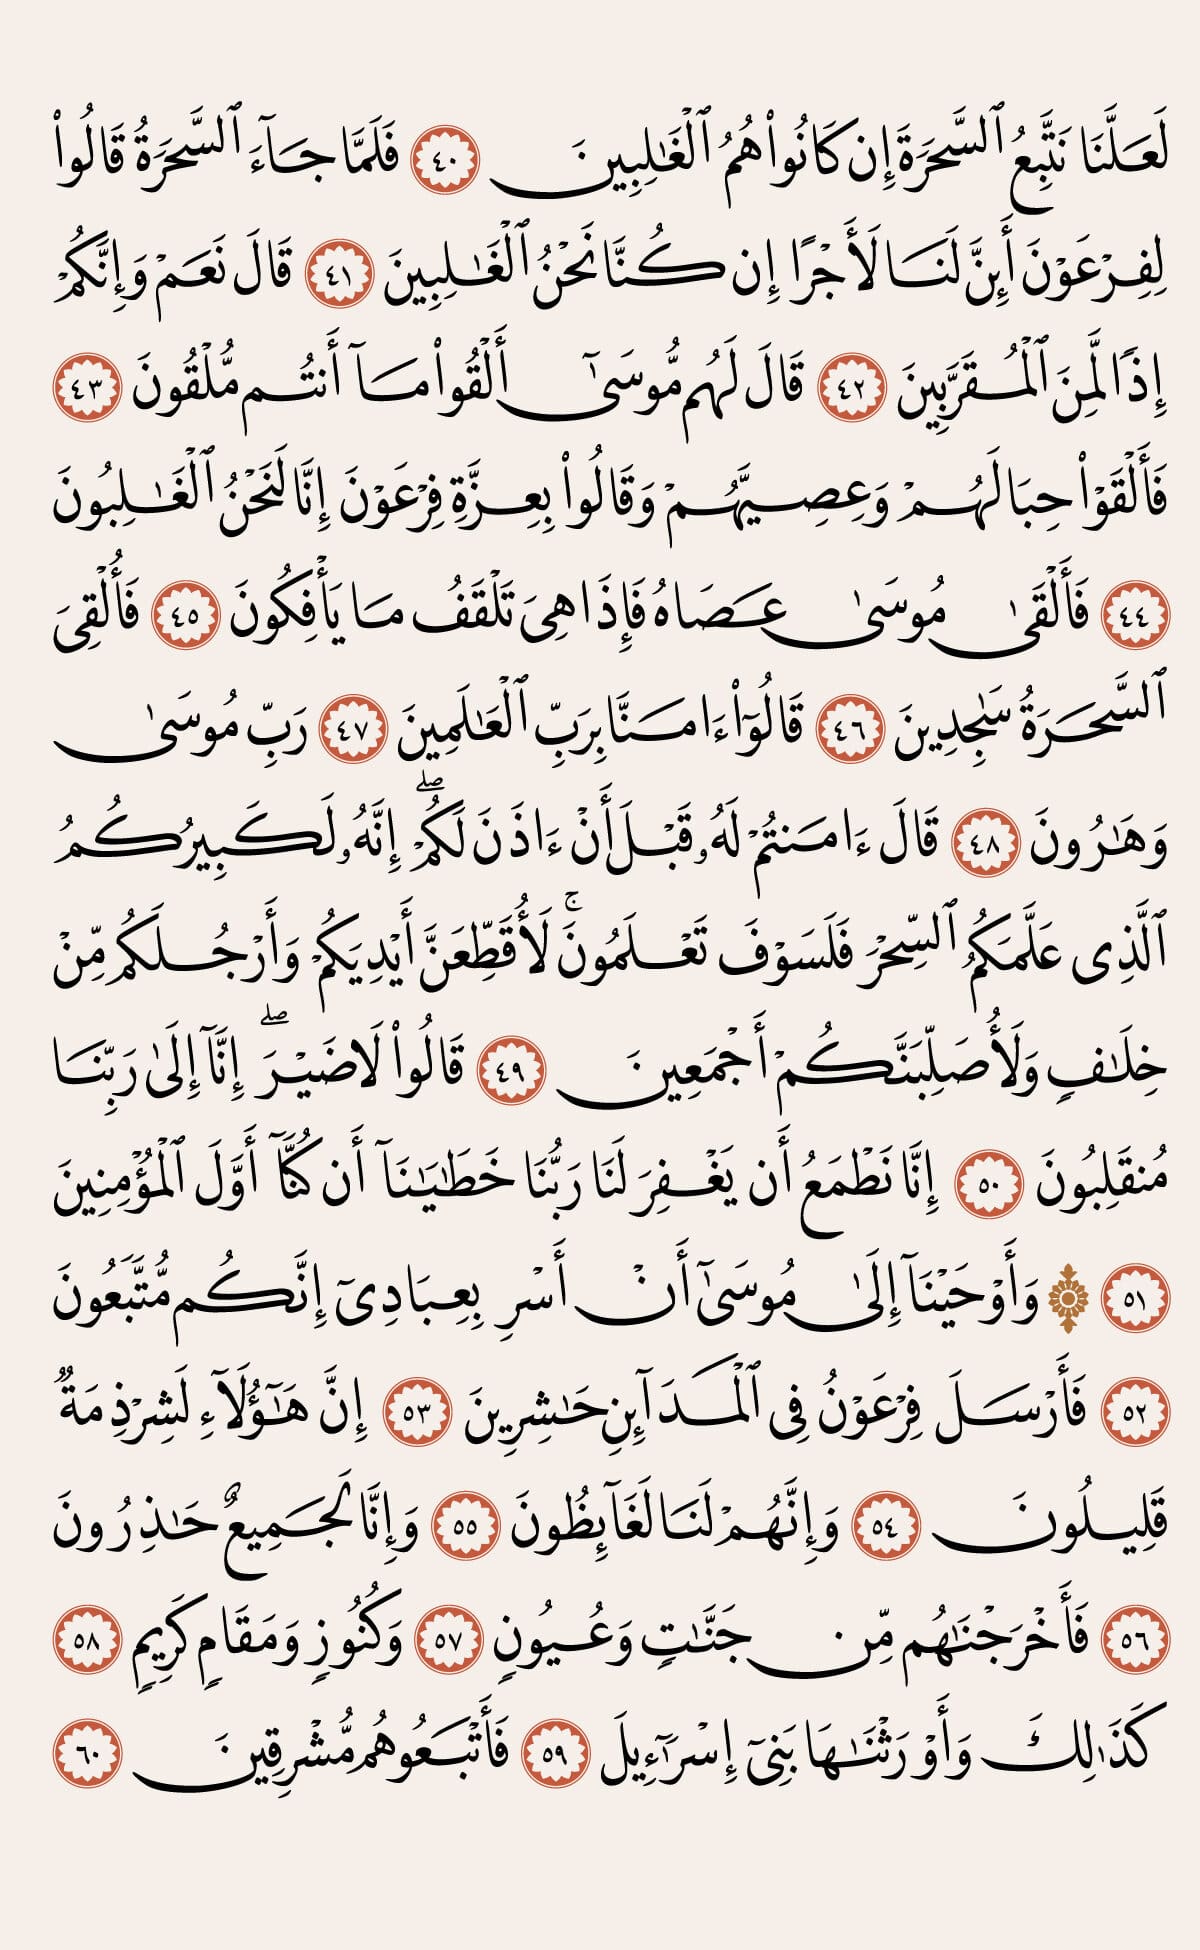 لَعَلَّنَا نَتَّبِعُ ٱلسَّحَرَةَ إِن كَانُوا۟ هُمُ ٱلْغَـٰلِبِينَ ٤٠ فَلَمَّا جَآءَ ٱلسَّحَرَةُ قَالُوا۟
لِفِرْعَوْنَ أَئِنَّ لَنَا لَأَجْرًا إِن كُنَّا نَحْنُ ٱلْغَـٰلِبِينَ ٤١ قَالَ نَعَمْ وَإِنَّكُمْ
إِذًا لَّمِنَ ٱلْمُقَرَّبِينَ ٤٢ قَالَ لَهُم مُّوسَىٰٓ أَلْقُوا۟ مَآ أَنتُم مُّلْقُونَ ٤٣
فَأَلْقَوْا۟ حِبَالَهُمْ وَعِصِيَّهُمْ وَقَالُوا۟ بِعِزَّةِ فِرْعَوْنَ إِنَّا لَنَحْنُ ٱلْغَـٰلِبُونَ
٤٤ فَأَلْقَىٰ مُوسَىٰ عَصَاهُ فَإِذَا هِىَ تَلْقَفُ مَا يَأْفِكُونَ ٤٥ فَأُلْقِىَ
ٱلسَّحَرَةُ سَـٰجِدِينَ ٤٦ قَالُوٓا۟ ءَامَنَّا بِرَبِّ ٱلْعَـٰلَمِينَ ٤٧ رَبِّ مُوسَىٰ
وَهَـٰرُونَ ٤٨ قَالَ ءَامَنتُمْ لَهُۥ قَبْلَ أَنْ ءَاذَنَ لَكُمْ ۖ إِنَّهُۥ لَكَبِيرُكُمُ
ٱلَّذِى عَلَّمَكُمُ ٱلسِّحْرَ فَلَسَوْفَ تَعْلَمُونَ ۚ لَأُقَطِّعَنَّ أَيْدِيَكُمْ وَأَرْجُلَكُم مِّنْ
خِلَـٰفٍ وَلَأُصَلِّبَنَّكُمْ أَجْمَعِينَ ٤٩ قَالُوا۟ لَا ضَيْرَ ۖ إِنَّآ إِلَىٰ رَبِّنَا
مُنقَلِبُونَ ٥٠ إِنَّا نَطْمَعُ أَن يَغْفِرَ لَنَا رَبُّنَا خَطَـٰيَـٰنَآ أَن كُنَّآ أَوَّلَ ٱلْمُؤْمِنِينَ
٥١ ۞ وَأَوْحَيْنَآ إِلَىٰ مُوسَىٰٓ أَنْ أَسْرِ بِعِبَادِىٓ إِنَّكُم مُّتَّبَعُونَ
٥٢ فَأَرْسَلَ فِرْعَوْنُ فِى ٱلْمَدَآئِنِ حَـٰشِرِينَ ٥٣ إِنَّ هَـٰٓؤُلَآءِ لَشِرْذِمَةٌ
قَلِيلُونَ ٥٤ وَإِنَّهُمْ لَنَا لَغَآئِظُونَ ٥٥ وَإِنَّا لَجَمِيعٌ حَـٰذِرُونَ
٥٦ فَأَخْرَجْنَـٰهُم مِّن جَنَّـٰتٍ وَعُيُونٍ ٥٧ وَكُنُوزٍ وَمَقَامٍ كَرِيمٍ ٥٨
كَذَٰلِكَ وَأَوْرَثْنَـٰهَا بَنِىٓ إِسْرَٰٓءِيلَ ٥٩ فَأَتْبَعُوهُم مُّشْرِقِينَ ٦٠